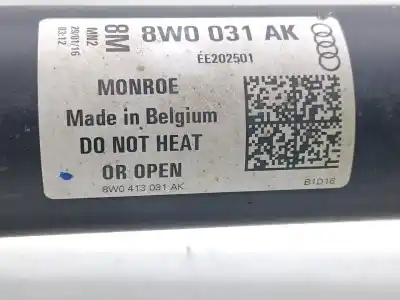 8M 8W0 031 AK
MN2
29/01/16
03:12
EE202501
MONROE
Made in Belgium
DO NOT HEAT
OR OPEN
8W0 413 031 AK
B1D16